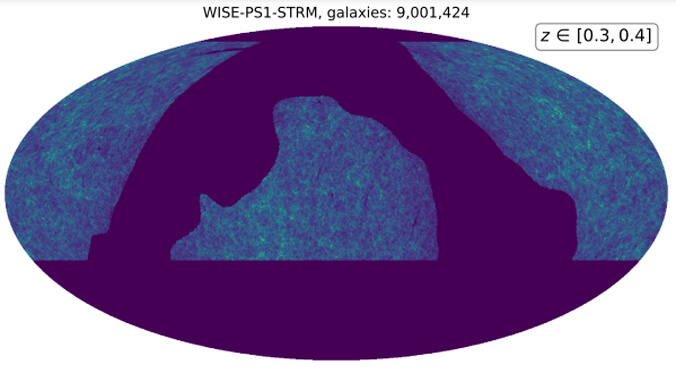 WISE-PS1-STRM, galaxies: 9,001,424
z ∈ [0.3, 0.4]